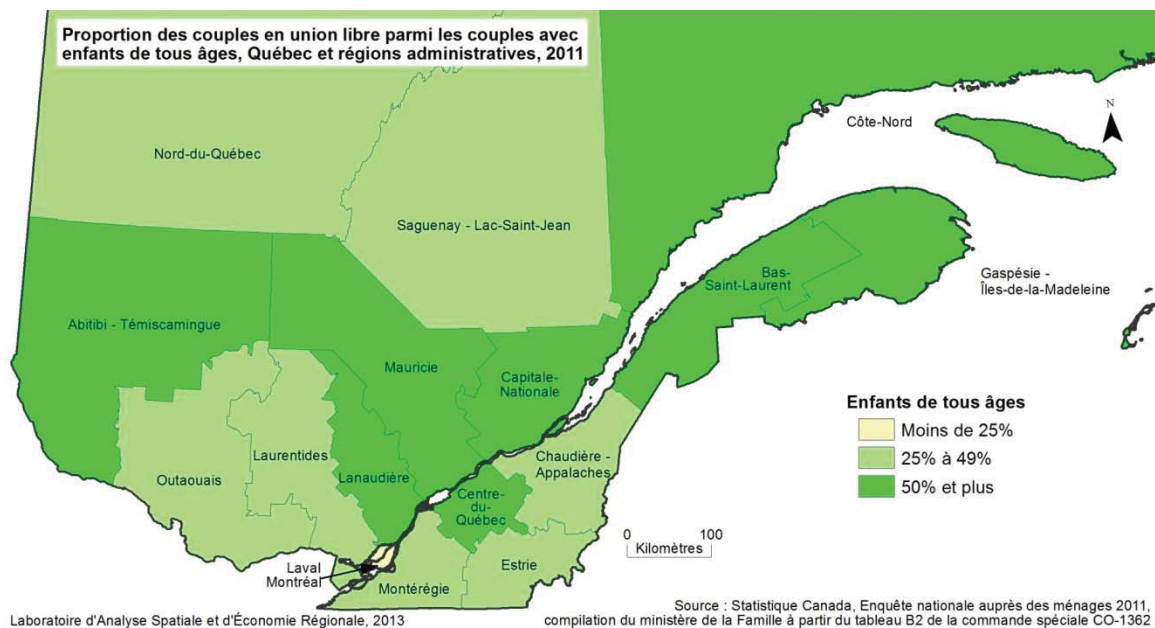 Proportion des couples en union libre parmi les couples avec
enfants de tous âges, Québec et régions administratives, 2011
Nord-du-Québec
Côte-Nord
N
Saguenay - Lac-Saint-Jean
Bas-
Saint-Laurent
Gaspésie -
Îles-de-la-Madeleine
Abitibi - Témiscamingue
Mauricie
Capitale-
Nationale
Enfants de tous âges
Moins de 25%
25% à 49%
50% et plus
Outaouais
Laurentides
Lanaudière
Chaudière -
Appalaches
Centre-
du-
Québec
0 100
Kilomètres
Laval
Montréal
Montérégie
Estrie
Laboratoire d'Analyse Spatiale et d'Économie Régionale, 2013
Source : Statistique Canada, Enquête nationale auprès des ménages 2011,
compilation du ministère de la Famille à partir du tableau B2 de la commande spéciale CO-1362